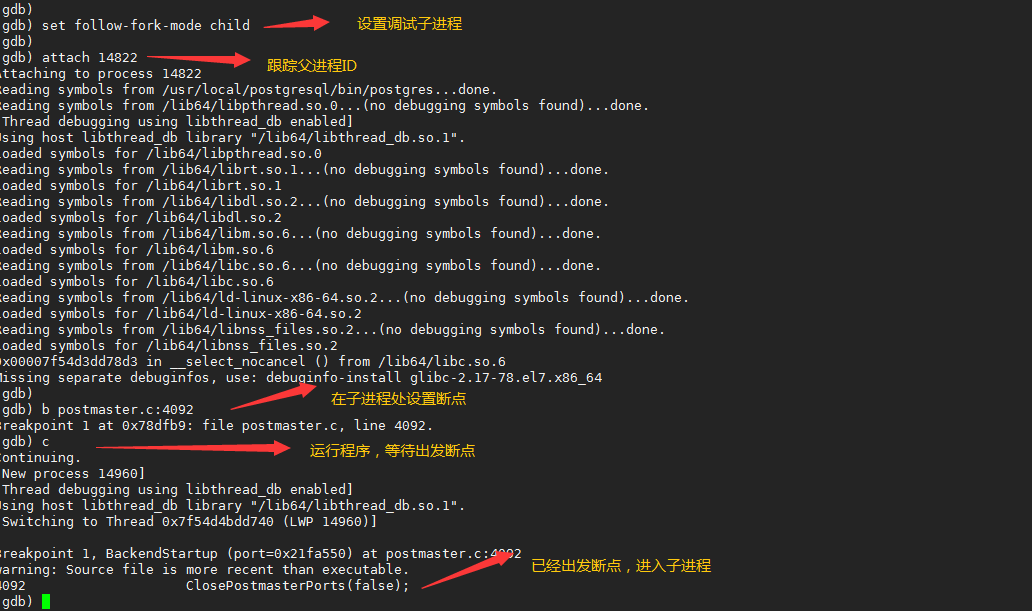 gdb)
gdb) set follow-fork-mode child 设置调试子进程
gdb)
gdb) attach 14822 跟踪父进程ID
ttaching to process 14822
eading symbols from /usr/local/postgresql/bin/postgres...done.
eading symbols from /lib64/libpthread.so.0...(no debugging symbols found)...done.
Thread debugging using libthread_db enabled]
sing host libthread_db library "/lib64/libthread_db.so.1".
oaded symbols for /lib64/libpthread.so.0
eading symbols from /lib64/librt.so.1...(no debugging symbols found)...done.
oaded symbols for /lib64/librt.so.1
eading symbols from /lib64/libdl.so.2...(no debugging symbols found)...done.
oaded symbols for /lib64/libdl.so.2
eading symbols from /lib64/libm.so.6...(no debugging symbols found)...done.
oaded symbols for /lib64/libm.so.6
eading symbols from /lib64/libc.so.6...(no debugging symbols found)...done.
oaded symbols for /lib64/libc.so.6
eading symbols from /lib64/ld-linux-x86-64.so.2...(no debugging symbols found)...done.
oaded symbols for /lib64/ld-linux-x86-64.so.2
eading symbols from /lib64/libnss_files.so.2...(no debugging symbols found)...done.
oaded symbols for /lib64/libnss_files.so.2
0x00007f54d3dd78d3 in __select_nocancel () from /lib64/libc.so.6
issing separate debuginfos, use: debuginfo-install glibc-2.17-78.el7.x86_64
gdb) 在子进程处设置断点
gdb) b postmaster.c:4092
reakpoint 1 at 0x78dfb9: file postmaster.c, line 4092.
gdb) c 运行程序，等待出发断点
ontinuing.
New process 14960]
Thread debugging using libthread_db enabled]
sing host libthread_db library "/lib64/libthread_db.so.1".
Switching to Thread 0x7f54d4bdd740 (LWP 14960)]
reakpoint 1, BackendStartup (port=0x21fa550) at postmaster.c:4092
warning: Source file is more recent than executable. 已经出发断点，进入子进程
4092 ClosePostmasterPorts(false);
gdb)